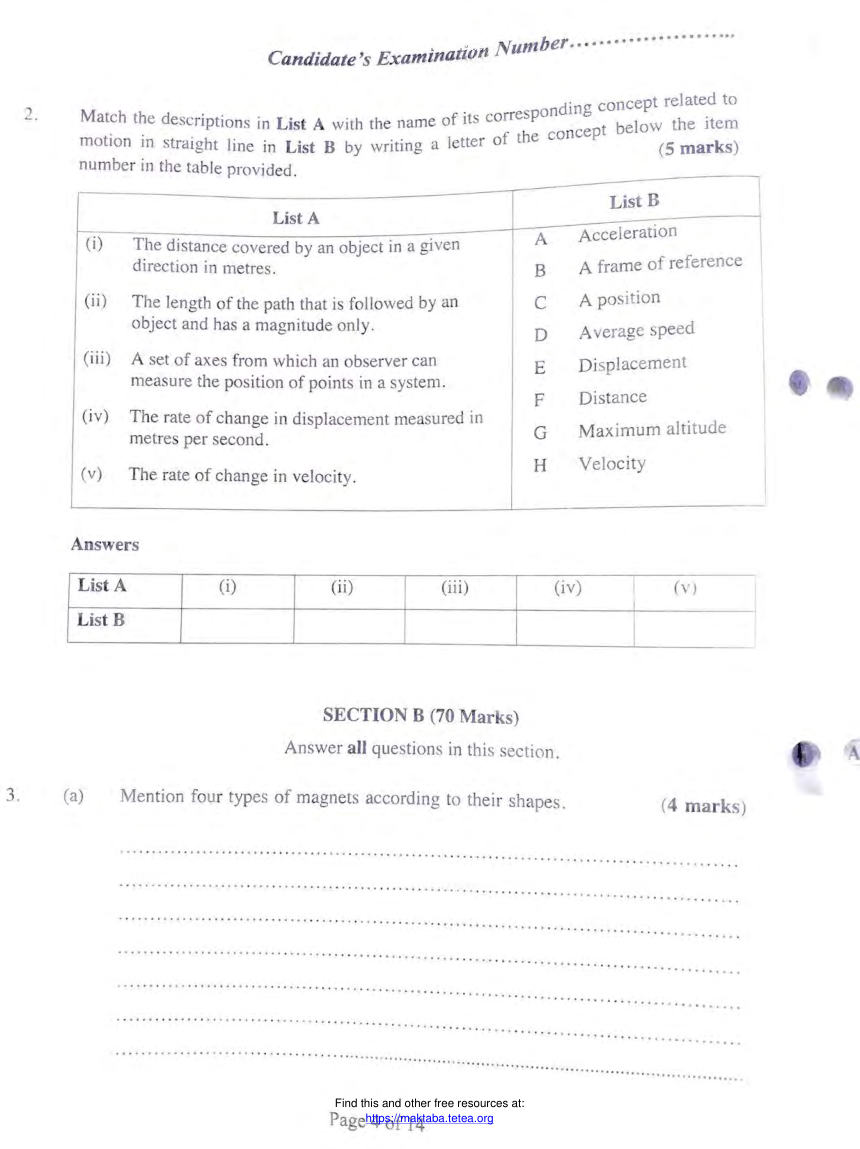 Candidate's Examination Number........................
2. Match the descriptions in List A with the name of its corresponding concept related to
motion in straight line in List B by writing a letter of the concept below the item
number in the table provided. (5 marks)
List A List B
(i) The distance covered by an object in a given
direction in metres.
(ii) The length of the path that is followed by an
object and has a magnitude only.
(iii) A set of axes from which an observer can
measure the position of points in a system.
(iv) The rate of change in displacement measured in
metres per second.
(v) The rate of change in velocity.
A Acceleration
B A frame of reference
C A position
D Average speed
E Displacement
F Distance
G Maximum altitude
H Velocity
Answers
List A (i) (ii) (iii) (iv) (v)
List B
SECTION B (70 Marks)
Answer all questions in this section.
A
3. (a) Mention four types of magnets according to their shapes. (4 marks)
Find this and other free resources at:
Page 4 of 14
https://maktaba.tetea.org